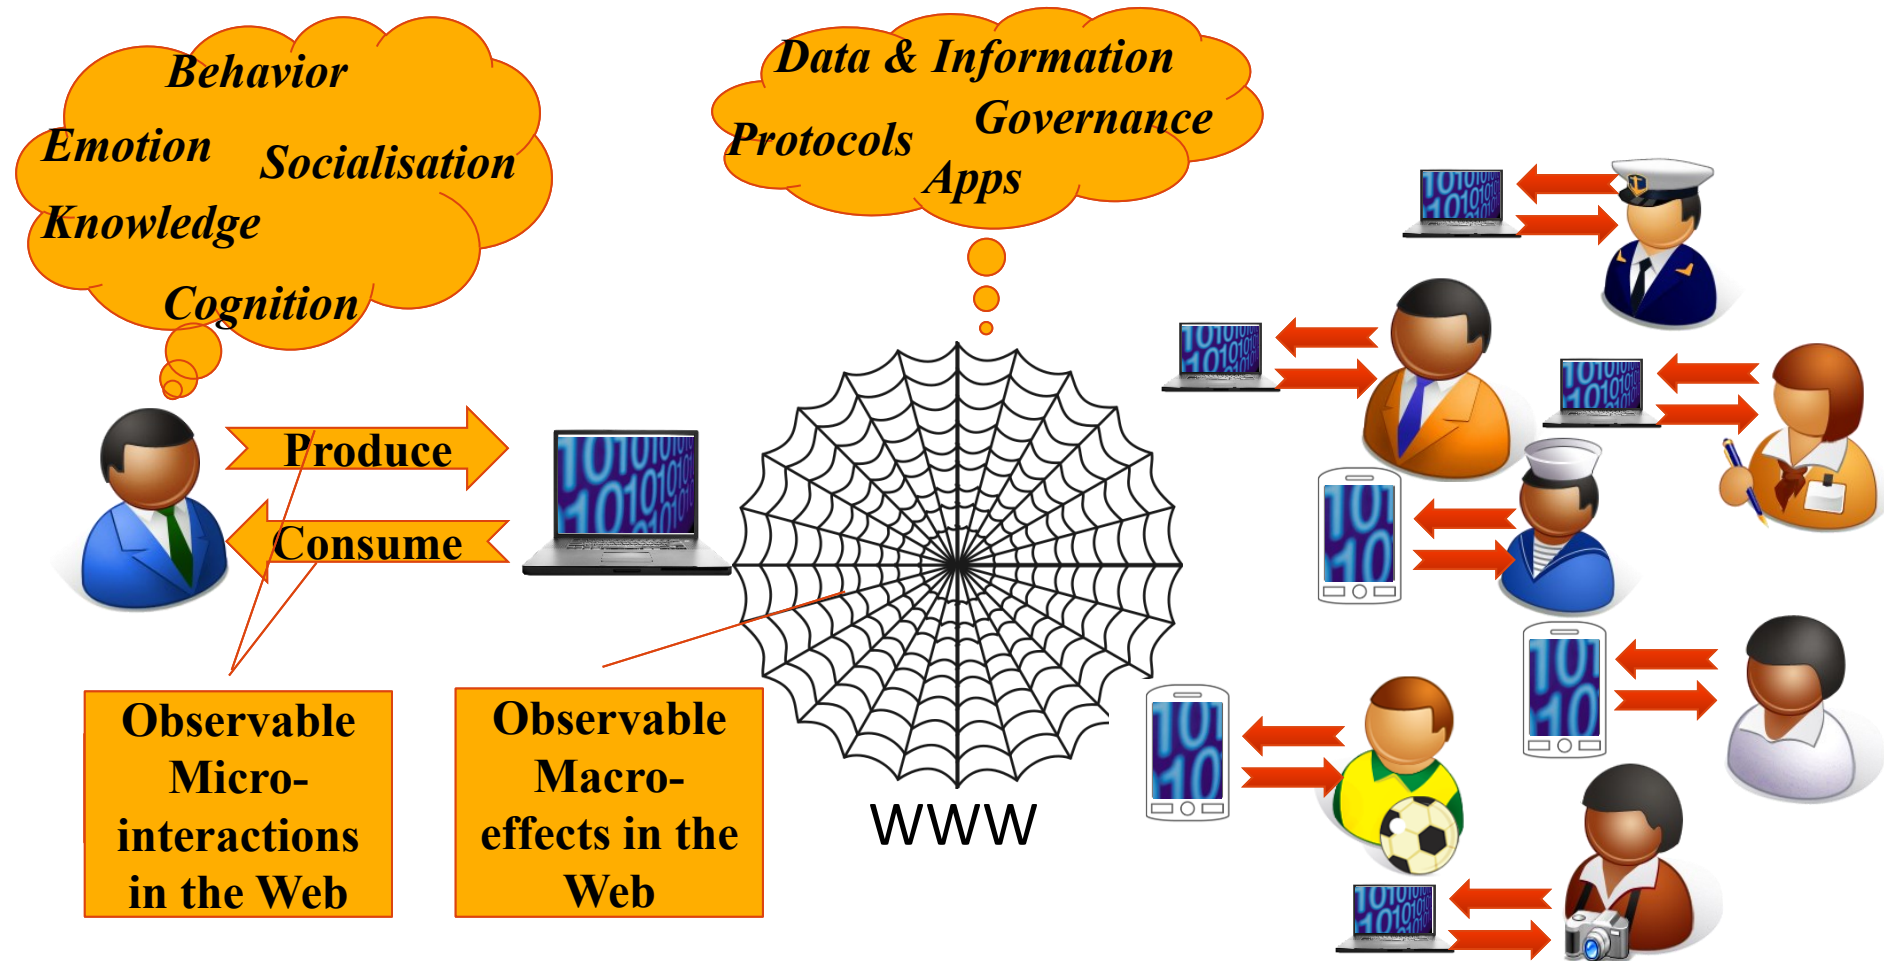 Behavior
Emotion
Socialisation
Knowledge
Cognition
Data & Information
Governance
Protocols
Apps
Produce
Consume
Observable
Micro-
interactions
in the Web
Observable
Macro-
effects in the
Web
WWW